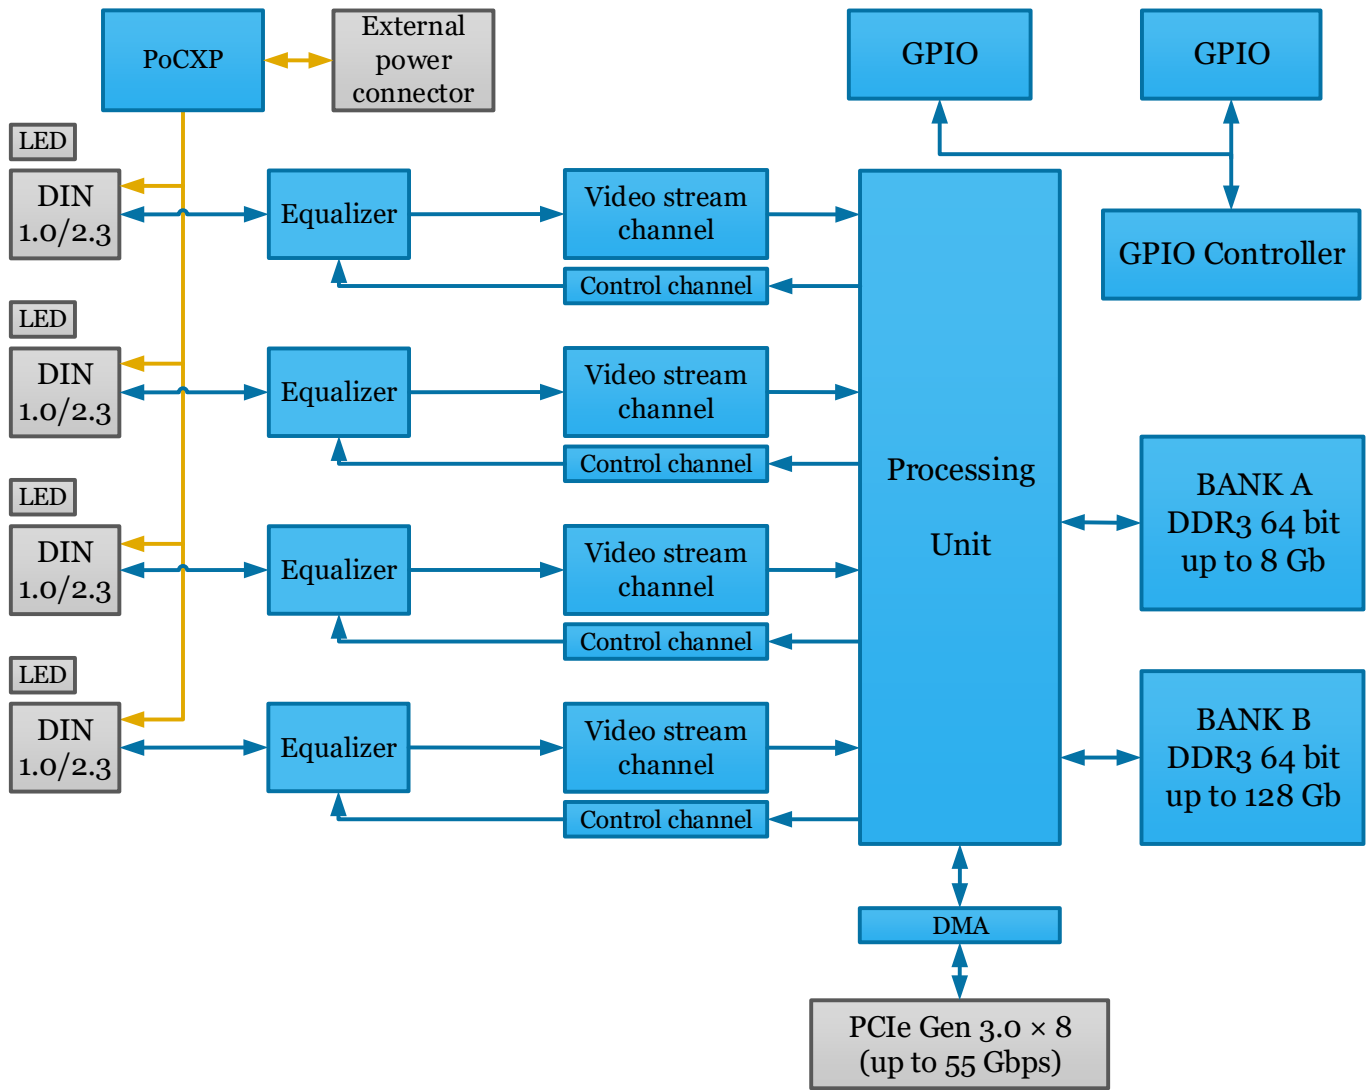 PoCXP
External
power
connector
GPIO
GPIO
GPIO Controller
LED
DIN
1.0/2.3
Equalizer
Video stream
channel
Control channel
LED
DIN
1.0/2.3
Equalizer
Video stream
channel
Control channel
LED
DIN
1.0/2.3
Equalizer
Video stream
channel
Control channel
LED
DIN
1.0/2.3
Equalizer
Video stream
channel
Control channel
Processing
Unit
BANK A
DDR3 64 bit
up to 8 Gb
BANK B
DDR3 64 bit
up to 128 Gb
DMA
PCIe Gen 3.0 × 8
(up to 55 Gbps)